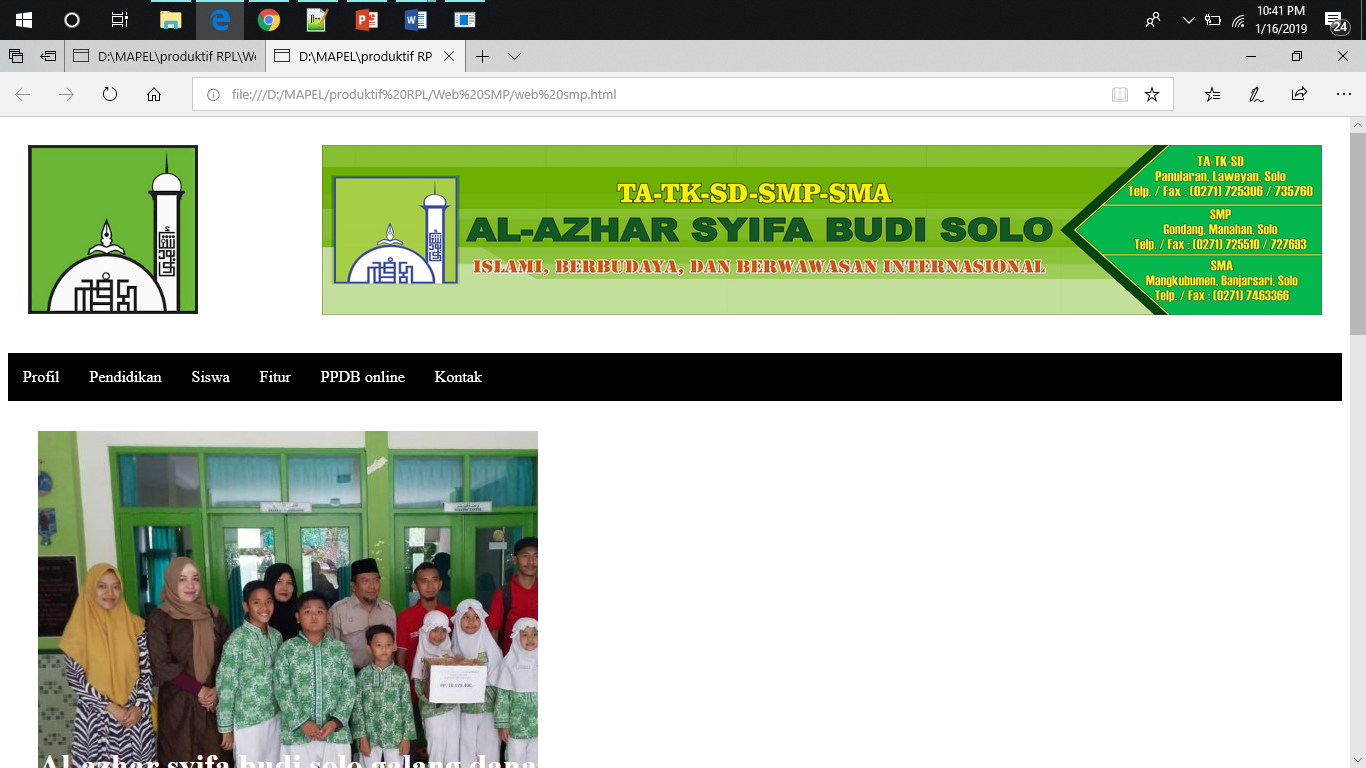 10:41 PM
1/16/2019
24
D:\MAPEL\produktif RPL\We
D:\MAPEL\produktif RP
file:///D:/MAPEL/produktif%20RPL/Web%20SMP/web%20smp.html
TA-TK-SD-SMP-SMA
AL-AZHAR SYIFA BUDI SOLO
ISLAMI, BERBUDAYA, DAN BERWAWASAN INTERNASIONAL
TA-TK-SD
Panularan, Laweyan, Solo
Telp. / Fax : (0271) 725306 / 735760
SMP
Gondang, Manahan, Solo
Telp. / Fax : (0271) 725510 / 727693
SMA
Mangkubumen, Banjarsari, Solo
Telp. / Fax : (0271) 7463366
Profil
Pendidikan
Siswa
Fitur
PPDB online
Kontak
Al-azhar syifa budi solo galang dana